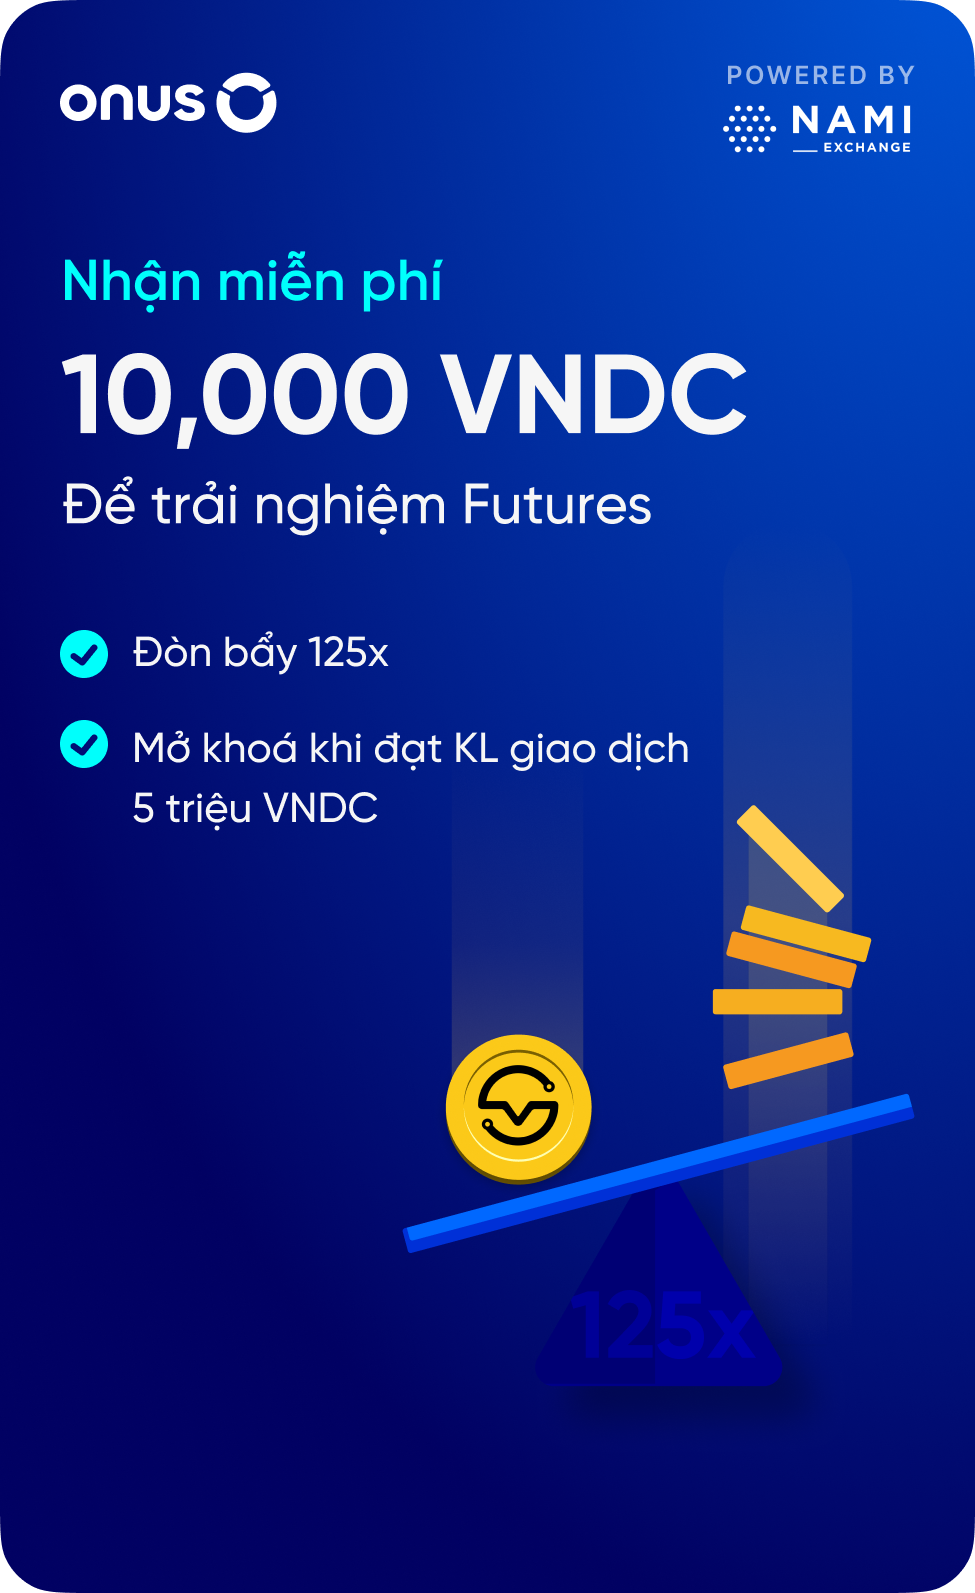 onus
POWERED BY
NAMI
EXCHANGE
Nhận miễn phí
10,000 VNDC
Để trải nghiệm Futures
Đòn bẩy 125x
Mở khoá khi đạt KL giao dịch
5 triệu VNDC
125x